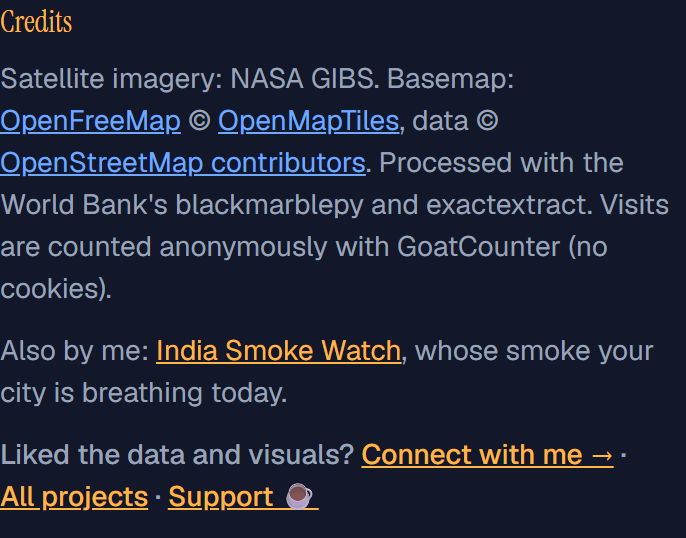 Credits
Satellite imagery: NASA GIBS. Basemap:
OpenFreeMap © OpenMapTiles, data ©
OpenStreetMap contributors. Processed with the
World Bank's blackmarblepy and exactextract. Visits
are counted anonymously with GoatCounter (no
cookies).
Also by me: India Smoke Watch, whose smoke your
city is breathing today.
Liked the data and visuals? Connect with me → ·
All projects · Support ☕